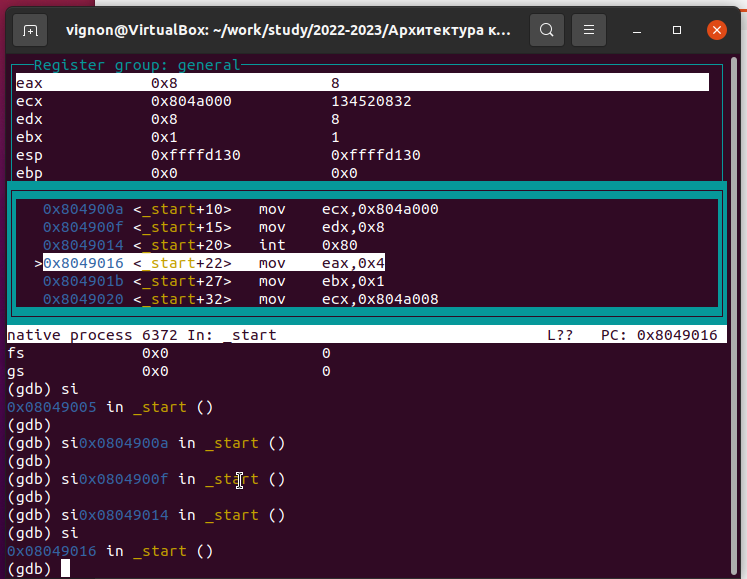 vignon@VirtualBox: ~/work/study/2022-2023/Архитектура к...
Register group: general
eax 0x8 8
ecx 0x804a000 134520832
edx 0x8 8
ebx 0x1 1
esp 0xffffd130 0xffffd130
ebp 0x0 0x0
0x804900a <_start+10> mov ecx,0x804a000
0x804900f <_start+15> mov edx,0x8
0x8049014 <_start+20> int 0x80
>0x8049016 <_start+22> mov eax,0x4
0x804901b <_start+27> mov ebx,0x1
0x8049020 <_start+32> mov ecx,0x804a008
native process 6372 In: _start L?? PC: 0x8049016
fs 0x0 0
gs 0x0 0
(gdb) si
0x08049005 in _start ()
(gdb)
(gdb) si0x0804900a in _start ()
(gdb)
(gdb) si0x0804900f in _start ()
(gdb)
(gdb) si0x08049014 in _start ()
(gdb) si
0x08049016 in _start ()
(gdb)